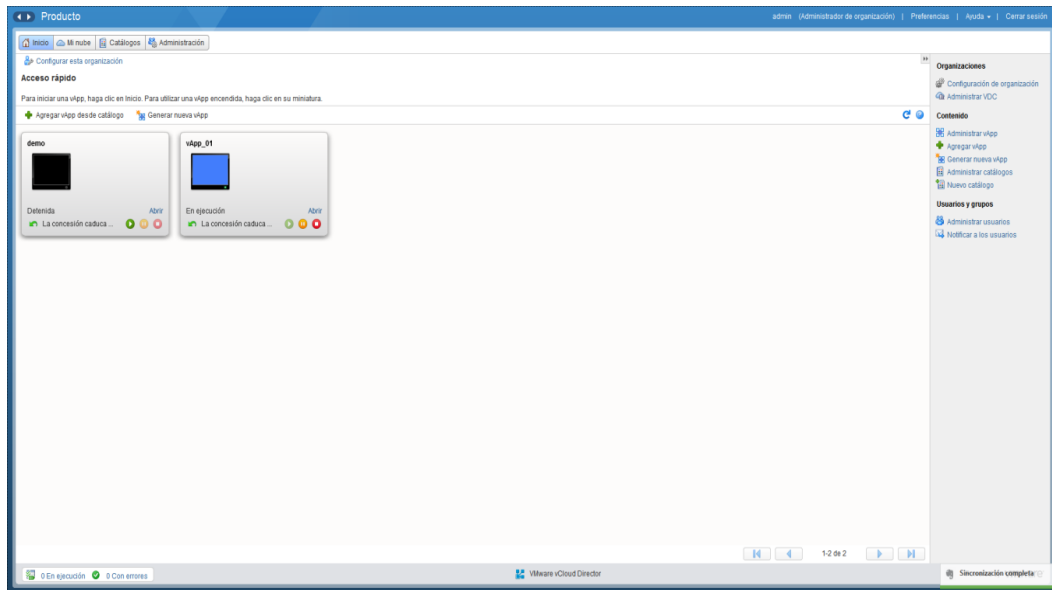 Producto
admin (Administrador de organización) | Preferencias | Ayuda | Cerrar sesión
Inicio Mi nube Catálogos Administración
Configurar esta organización
Acceso rápido
Para iniciar una vApp, haga clic en Inicio. Para utilizar una vApp encendida, haga clic en su miniatura.
Agregar vApp desde catálogo Generar nueva vApp
demo
Detenida Abrir
La concesión caduca ...
vApp_01
En ejecución Abrir
La concesión caduca ...
1-2 de 2
Organizaciones
Configuración de organización
Administrar VDC
Contenido
Administrar vApp
Agregar vApp
Generar nueva vApp
Administrar catálogos
Nuevo catálogo
Usuarios y grupos
Administrar usuarios
Notificar a los usuarios
0 En ejecución 0 Con errores
VMware vCloud Director
Sincronización completa